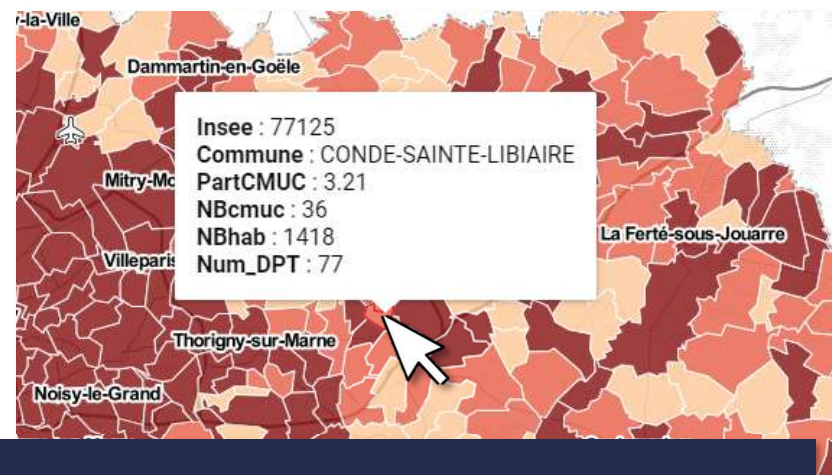 y-la-Ville
Dammartin-en-Goële
Insee : 77125
Commune : CONDE-SAINTE-LIBIAIRE
PartCMUC : 3.21
NBcmuc : 36
NBhab : 1418
Num_DPT : 77
Mitry-Mo
La Ferté-sous-Jouarre
Villeparis
Thorigny-sur-Marne
Noisy-le-Grand